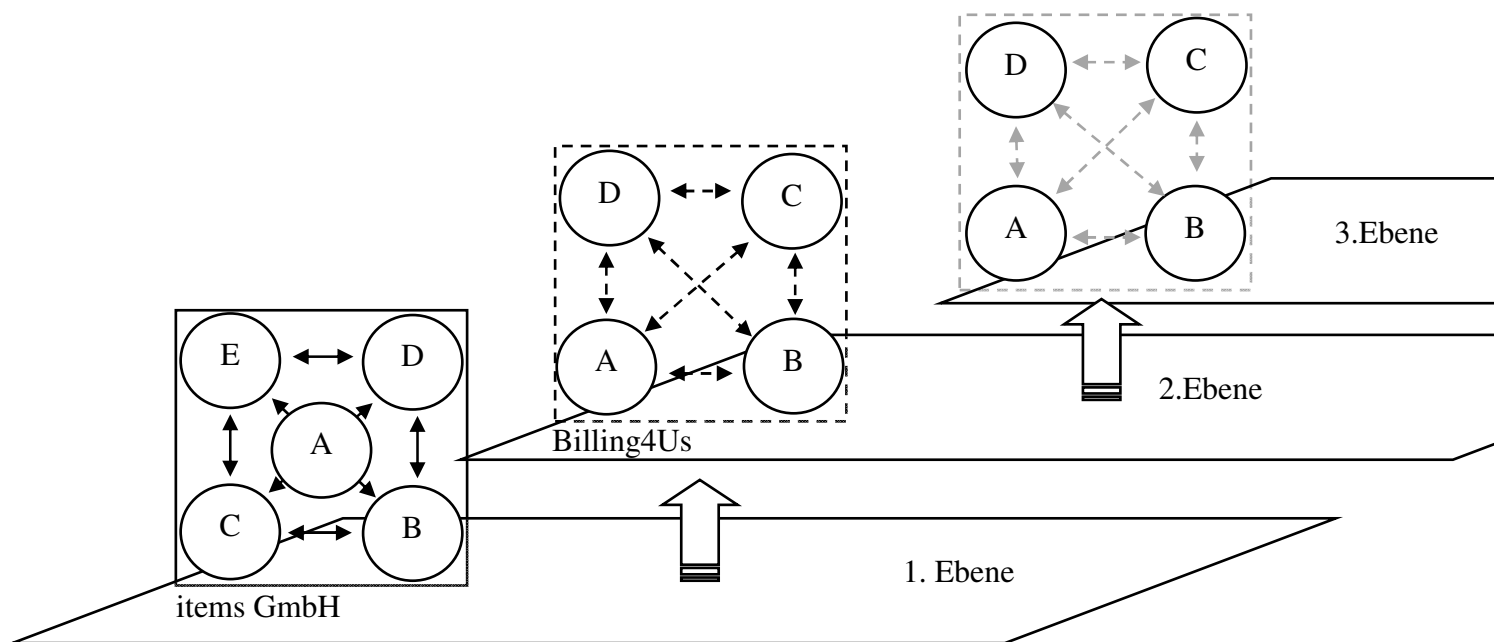 D C
A B
3.Ebene
D C
A B
2.Ebene
Billing4Us
E D
A
C B
1. Ebene
items GmbH